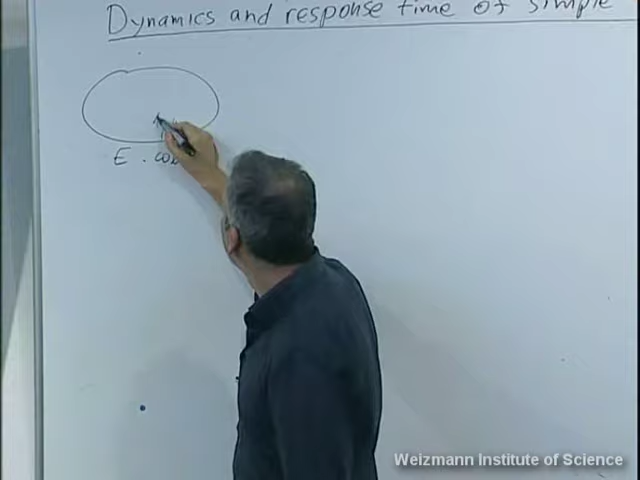 Dynamics and response time of simple
E. coli
Weizmann Institute of Science